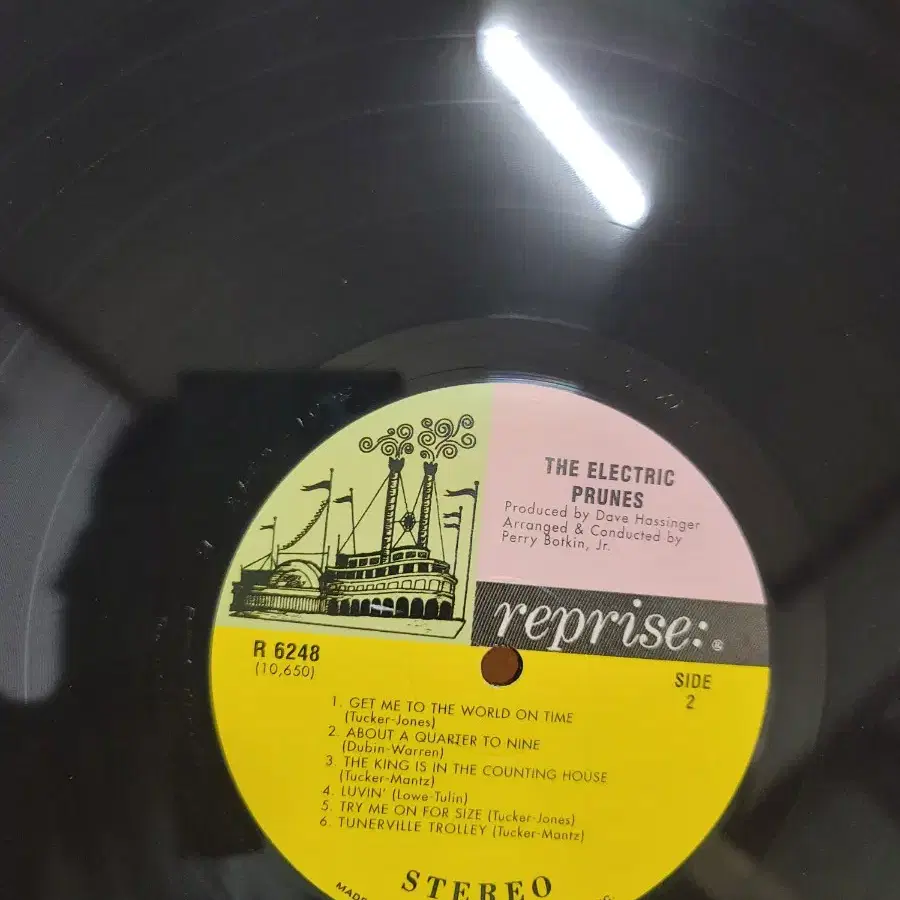 THE ELECTRIC
PRUNES
Produced by Dave Hassinger
Arranged & Conducted by
Perry Botkin, Jr.
reprise: ®
R 6248
(10,650)
SIDE
2
1. GET ME TO THE WORLD ON TIME
(Tucker-Jones)
2. ABOUT A QUARTER TO NINE
(Dubin-Warren)
3. THE KING IS IN THE COUNTING HOUSE
(Tucker-Mantz)
4. LUVIN' (Lowe-Tulin)
5. TRY ME ON FOR SIZE (Tucker-Jones)
6. TUNERVILLE TROLLEY (Tucker-Mantz)
STEREO
MADE